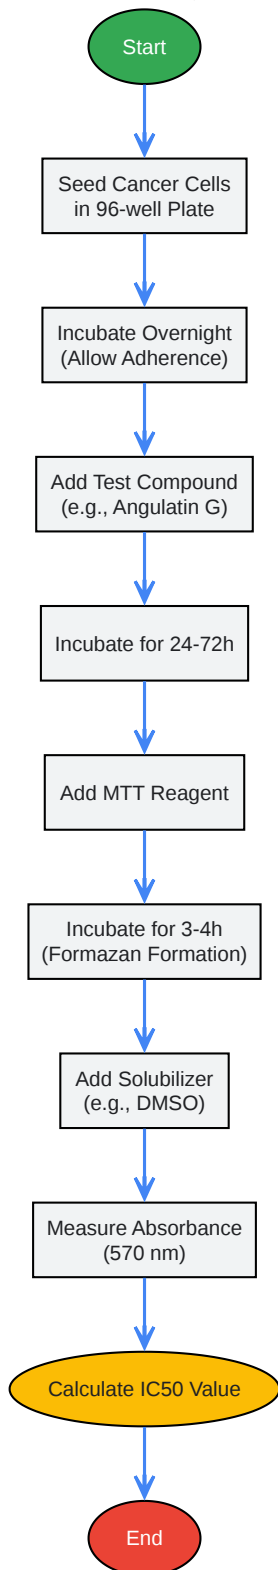 Start
Seed Cancer Cells
in 96-well Plate
Incubate Overnight
(Allow Adherence)
Add Test Compound
(e.g., Angulatin G)
Incubate for 24-72h
Add MTT Reagent
Incubate for 3-4h
(Formazan Formation)
Add Solubilizer
(e.g., DMSO)
Measure Absorbance
(570 nm)
Calculate IC50 Value
End